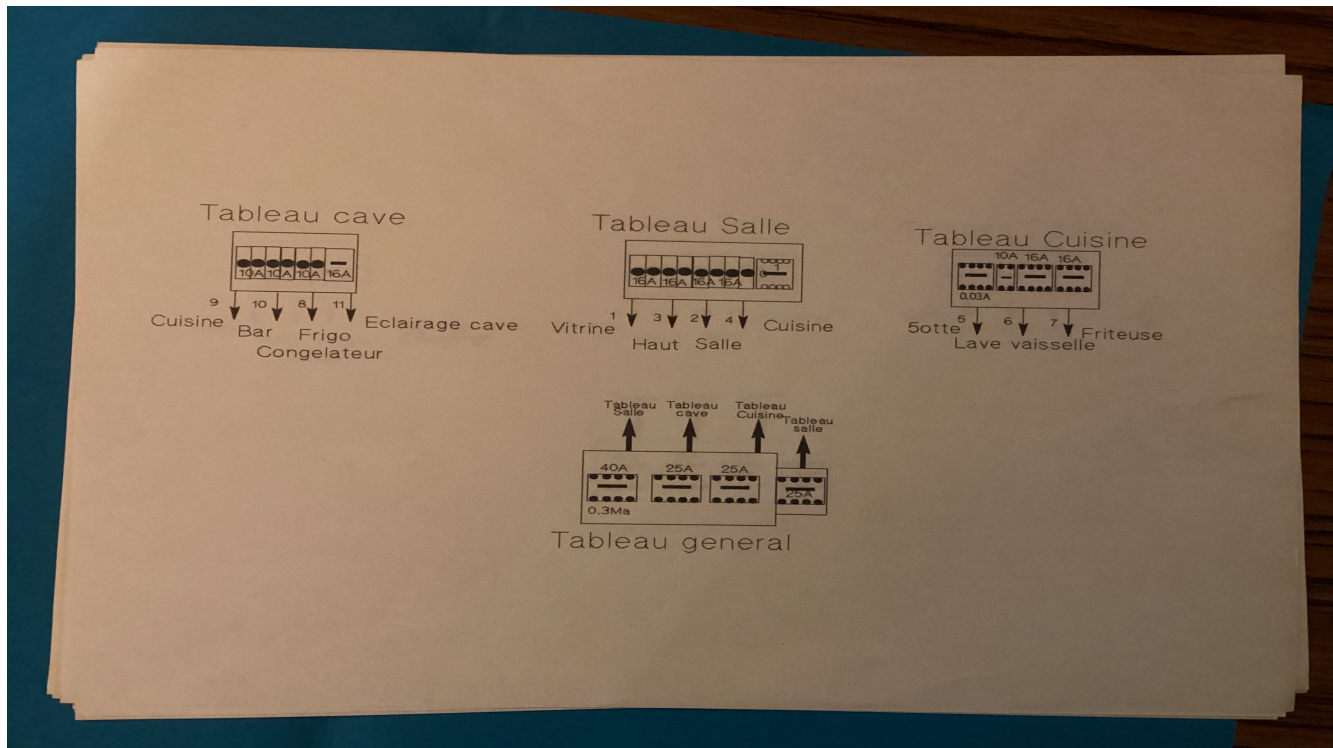 Tableau cave
10A 10A 10A 16A
9 10 8 11
Cuisine Bar Frigo Eclairage cave
Congelateur
Tableau Salle
1
16A 16A 16A 16A
1 3 2 4
Vitrine Haut Salle Cuisine
Tableau Cuisine
10A 16A 16A
0.03A
5 6 7
5otte Lave vaisselle Friteuse
Tableau Salle
Tableau cave
Tableau Cuisine
Tableau salle
40A 25A 25A 25A
0.3Ma
Tableau general